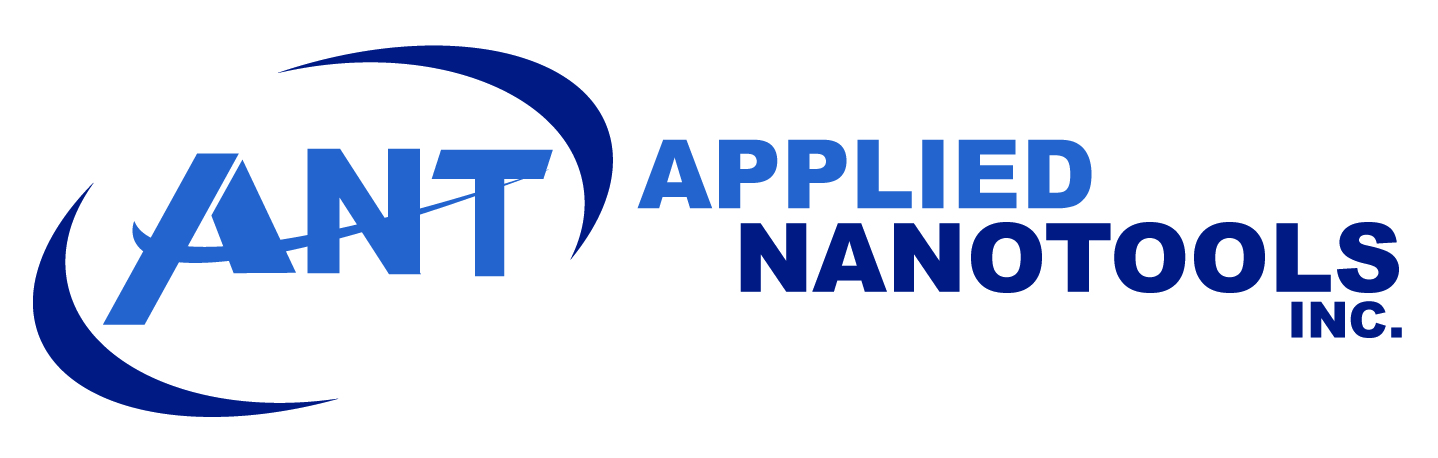 ANT
APPLIED
NANOTOOLS
INC.